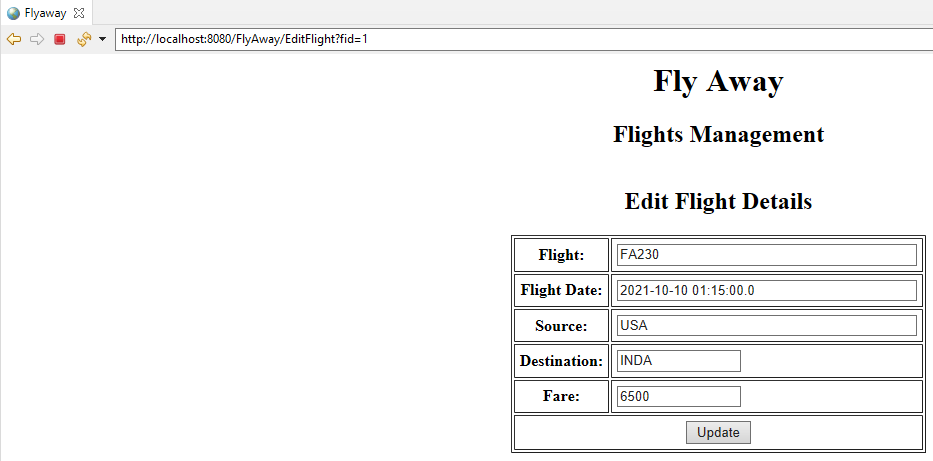 Flyaway
http://localhost:8080/FlyAway/EditFlight?fid=1
Fly Away
Flights Management
Edit Flight Details
Flight: FA230
Flight Date: 2021-10-10 01:15:00.0
Source: USA
Destination: INDA
Fare: 6500
Update